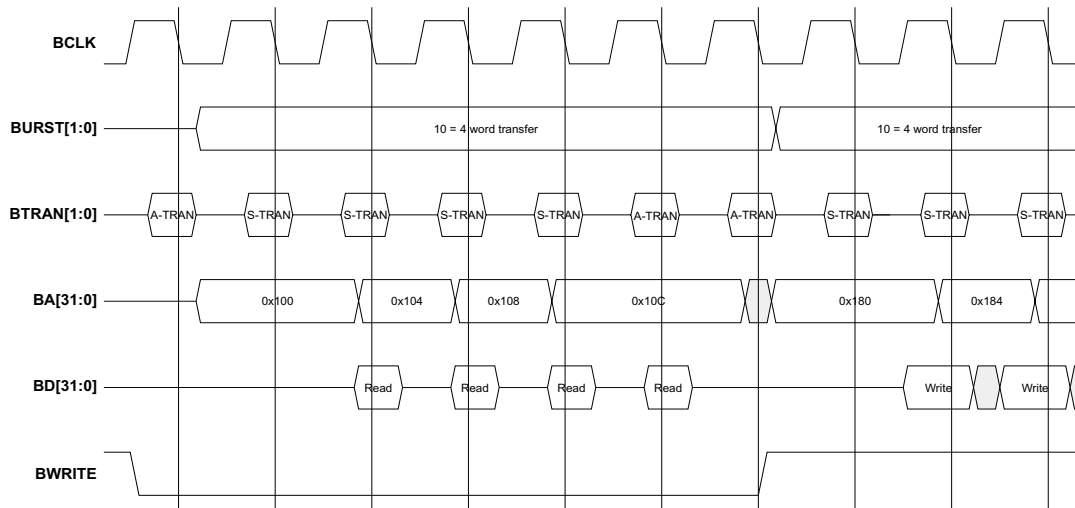 BCLK
BURST[1:0] 10 = 4 word transfer 10 = 4 word transfer
BTRAN[1:0] A-TRAN S-TRAN S-TRAN S-TRAN S-TRAN A-TRAN A-TRAN S-TRAN S-TRAN S-TRAN
BA[31:0] 0x100 0x104 0x108 0x10C 0x180 0x184
BD[31:0] Read Read Read Read Write Write
BWRITE